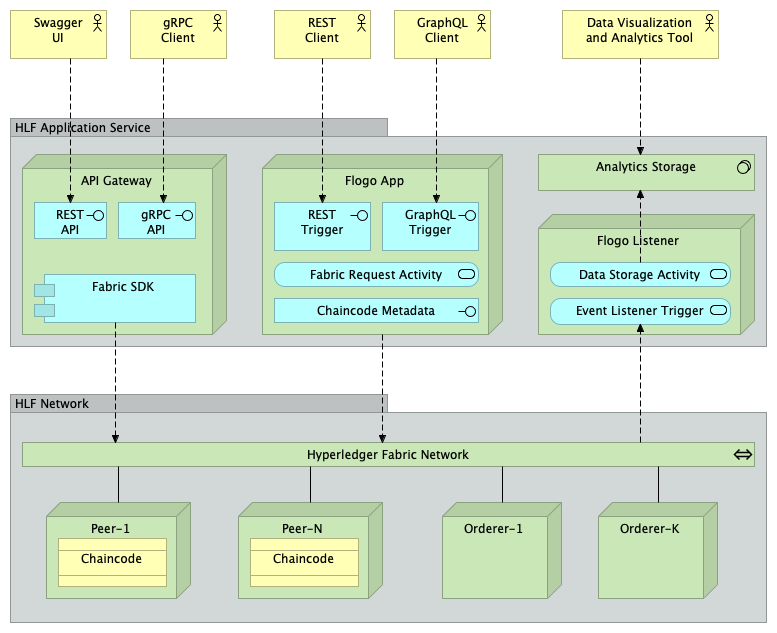 Swagger
UI
gRPC
Client
REST
Client
GraphQL
Client
Data Visualization
and Analytics Tool
HLF Application Service
API Gateway
REST
API
gRPC
API
Fabric SDK
Flogo App
REST
Trigger
GraphQL
Trigger
Fabric Request Activity
Chaincode Metadata
Analytics Storage
Flogo Listener
Data Storage Activity
Event Listener Trigger
HLF Network
Hyperledger Fabric Network
Peer-1
Chaincode
Peer-N
Chaincode
Orderer-1
Orderer-K